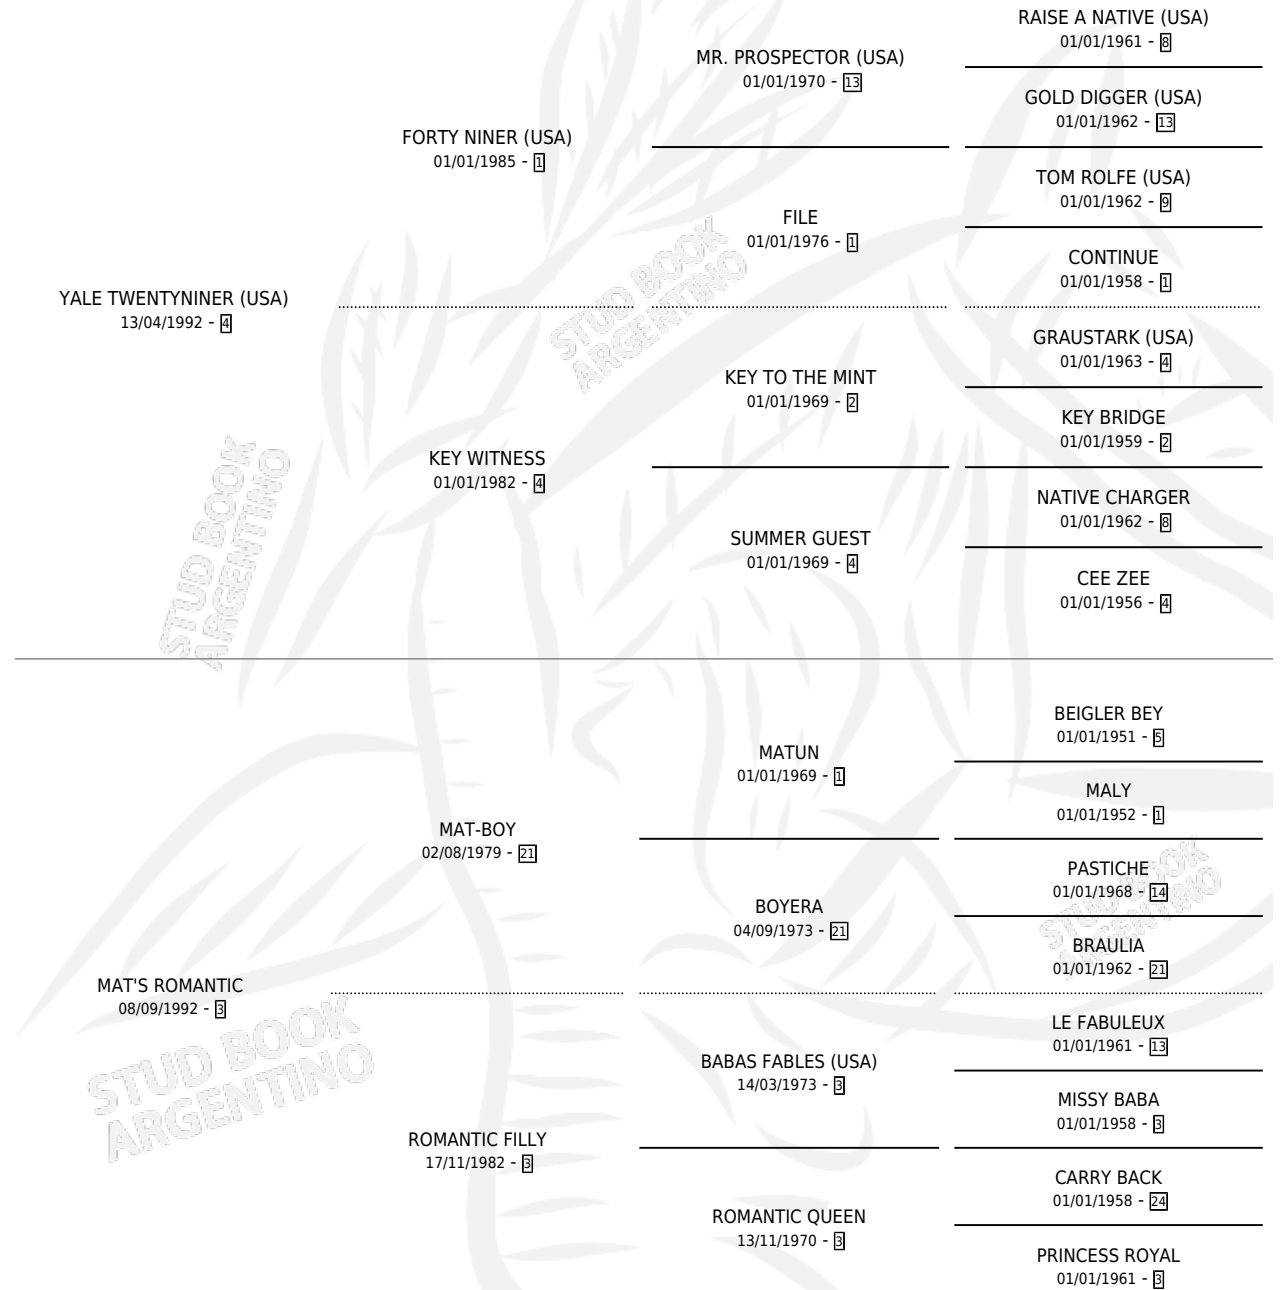 RAISE A NATIVE (USA)
01/01/1961 - 8
MR. PROSPECTOR (USA)
01/01/1970 - 13
GOLD DIGGER (USA)
01/01/1962 - 13
FORTY NINER (USA)
01/01/1985 - 1
TOM ROLFE (USA)
01/01/1962 - 9
FILE
01/01/1976 - 1
CONTINUE
01/01/1958 - 1
YALE TWENTYNINER (USA)
13/04/1992 - 4
GRAUSTARK (USA)
01/01/1963 - 4
KEY TO THE MINT
01/01/1969 - 2
KEY BRIDGE
01/01/1959 - 2
KEY WITNESS
01/01/1982 - 4
NATIVE CHARGER
01/01/1962 - 8
SUMMER GUEST
01/01/1969 - 4
CEE ZEE
01/01/1956 - 4
STUD BOOK
ARGENTINO
STUD BOOK
ARGENTINO
BEIGLER BEY
01/01/1951 - 5
MATUN
01/01/1969 - 1
MALY
01/01/1952 - 1
MAT-BOY
02/08/1979 - 21
PASTICHE
01/01/1968 - 14
BOYERA
04/09/1973 - 21
BRAULIA
01/01/1962 - 21
STUD BOOK
ARGENTINO
MAT'S ROMANTIC
08/09/1992 - 3
LE FABULEUX
01/01/1961 - 13
BABAS FABLES (USA)
14/03/1973 - 3
MISSY BABA
01/01/1958 - 3
STUD BOOK
ARGENTINO
ROMANTIC FILLY
17/11/1982 - 3
CARRY BACK
01/01/1958 - 24
ROMANTIC QUEEN
13/11/1970 - 3
PRINCESS ROYAL
01/01/1961 - 3